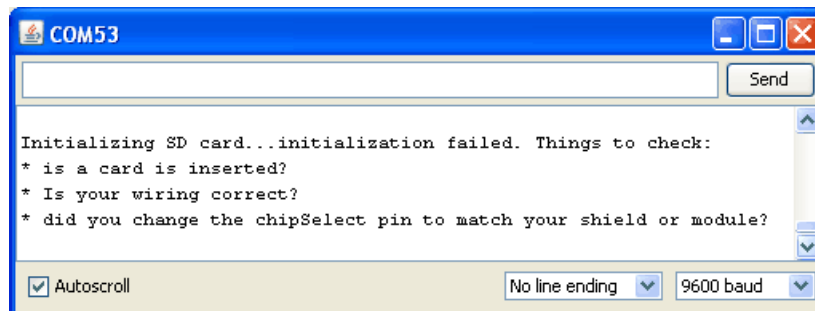 COM53
Send
Initializing SD card...initialization failed. Things to check:
* is a card is inserted?
* Is your wiring correct?
* did you change the chipSelect pin to match your shield or module?
Autoscroll
No line ending
9600 baud